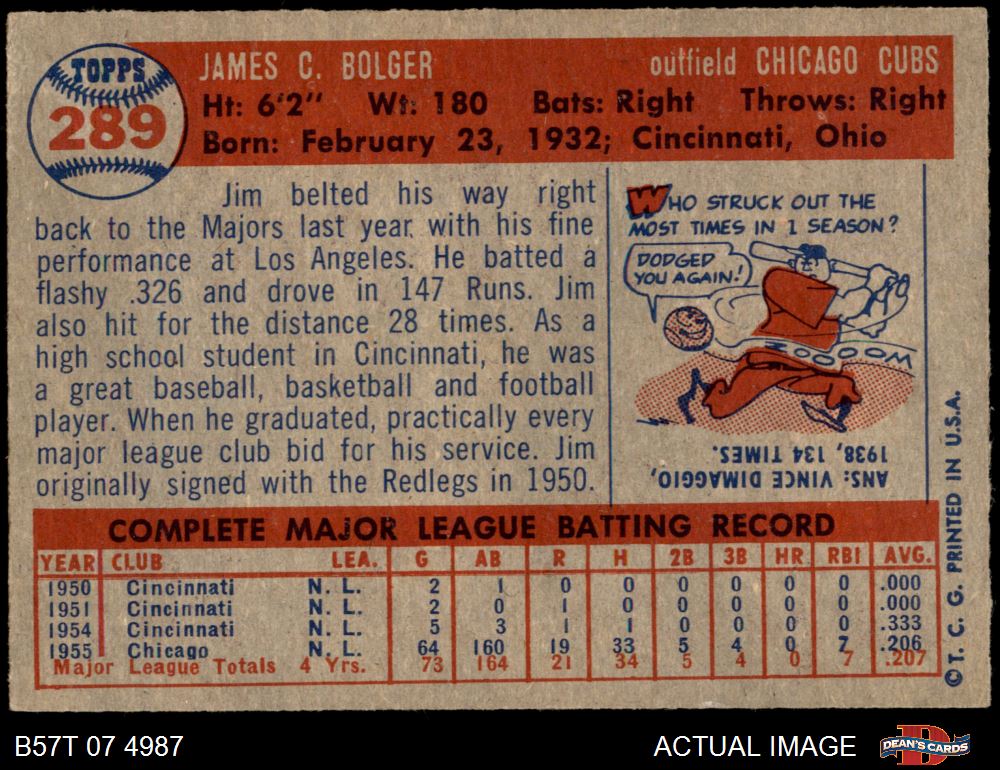 TOPPS
289
JAMES C. BOLGER
outfield CHICAGO CUBS
Ht: 6'2" Wt: 180 Bats: Right Throws: Right
Born: February 23, 1932; Cincinnati, Ohio
Jim belted his way right
back to the Majors last year, with his fine
performance at Los Angeles. He batted a
flashy .326 and drove in 147 Runs. Jim
also hit for the distance 28 times. As a
high school student in Cincinnati, he was
a great baseball, basketball and football
player. When he graduated, practically every
major league club bid for his service. Jim
originally signed with the Redlegs in 1950.
WHO STRUCK OUT THE
MOST TIMES IN 1 SEASON?
DODGED
YOU AGAIN!
ZOOOOM
ANS: VINCE DIMAGGIO,
1938, 134 TIMES.
COMPLETE MAJOR LEAGUE BATTING RECORD
YEAR CLUB LEA. G AB R H 2B 3B HR RBI AVG.
1950 Cincinnati N. L. 2 1 0 0 0 0 0 0 .000
1951 Cincinnati N. L. 2 0 1 0 0 0 0 0 .000
1954 Cincinnati N. L. 5 3 1 1 0 0 0 0 .333
1955 Chicago N. L. 64 160 19 33 5 4 0 7 .206
Major League Totals 4 Yrs. 73 164 21 34 5 4 0 7 .207
©T. C. G. PRINTED IN U.S.A.
B57T 07 4987
ACTUAL IMAGE
DEAN'S CARDS